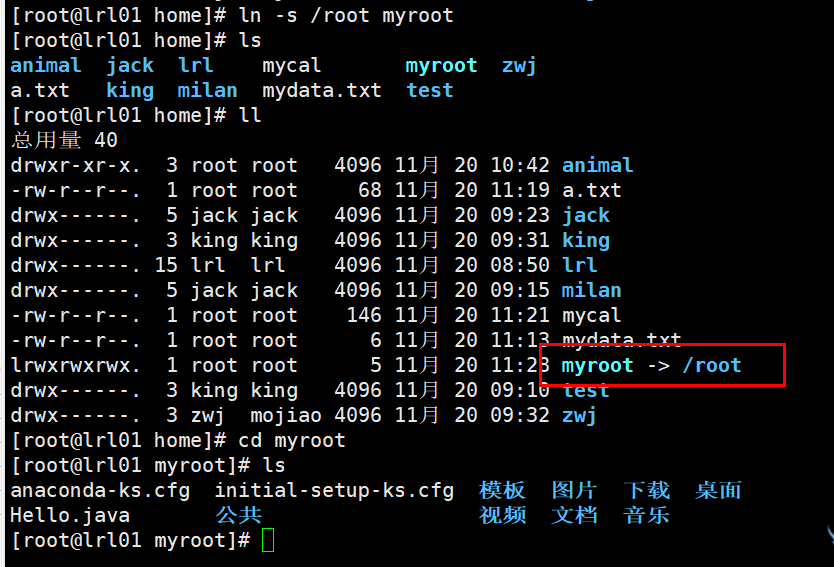 [root@lrl01 home]# ln -s /root myroot
[root@lrl01 home]# ls
animal  jack  lrl    mycal       myroot  zwj
a.txt   king  milan  mydata.txt  test
[root@lrl01 home]# ll
总用量 40
drwxr-xr-x.  3 root root   4096 11月 20 10:42 animal
-rw-r--r--.  1 root root     68 11月 20 11:19 a.txt
drwx------.  5 jack jack   4096 11月 20 09:23 jack
drwx------.  3 king king   4096 11月 20 09:31 king
drwx------. 15 lrl  lrl    4096 11月 20 08:50 lrl
drwx------.  5 jack jack   4096 11月 20 09:15 milan
-rw-r--r--.  1 root root    146 11月 20 11:21 mycal
-rw-r--r--.  1 root root      6 11月 20 11:13 mydata.txt
lrwxrwxrwx.  1 root root      5 11月 20 11:28 myroot -> /root
drwx------.  3 king king   4096 11月 20 09:10 test
drwx------.  3 zwj  mojiao 4096 11月 20 09:32 zwj
[root@lrl01 home]# cd myroot
[root@lrl01 myroot]# ls
anaconda-ks.cfg  initial-setup-ks.cfg  模板  图片  下载  桌面
Hello.java       公共                  视频  文档  音乐
[root@lrl01 myroot]#